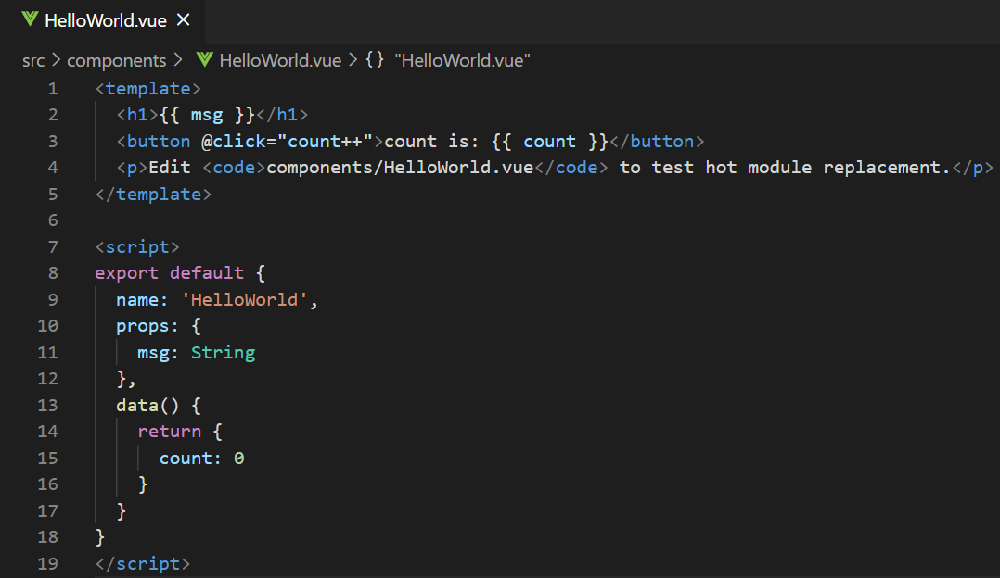 HelloWorld.vue ×
src > components > HelloWorld.vue > {} "HelloWorld.vue"
1 <template>
2   <h1>{{ msg }}</h1>
3   <button @click="count++">count is: {{ count }}</button>
4   <p>Edit <code>components/HelloWorld.vue</code> to test hot module replacement.</p>
5 </template>
6
7 <script>
8 export default {
9   name: 'HelloWorld',
10   props: {
11     msg: String
12   },
13   data() {
14     return {
15       count: 0
16     }
17   }
18 }
19 </script>